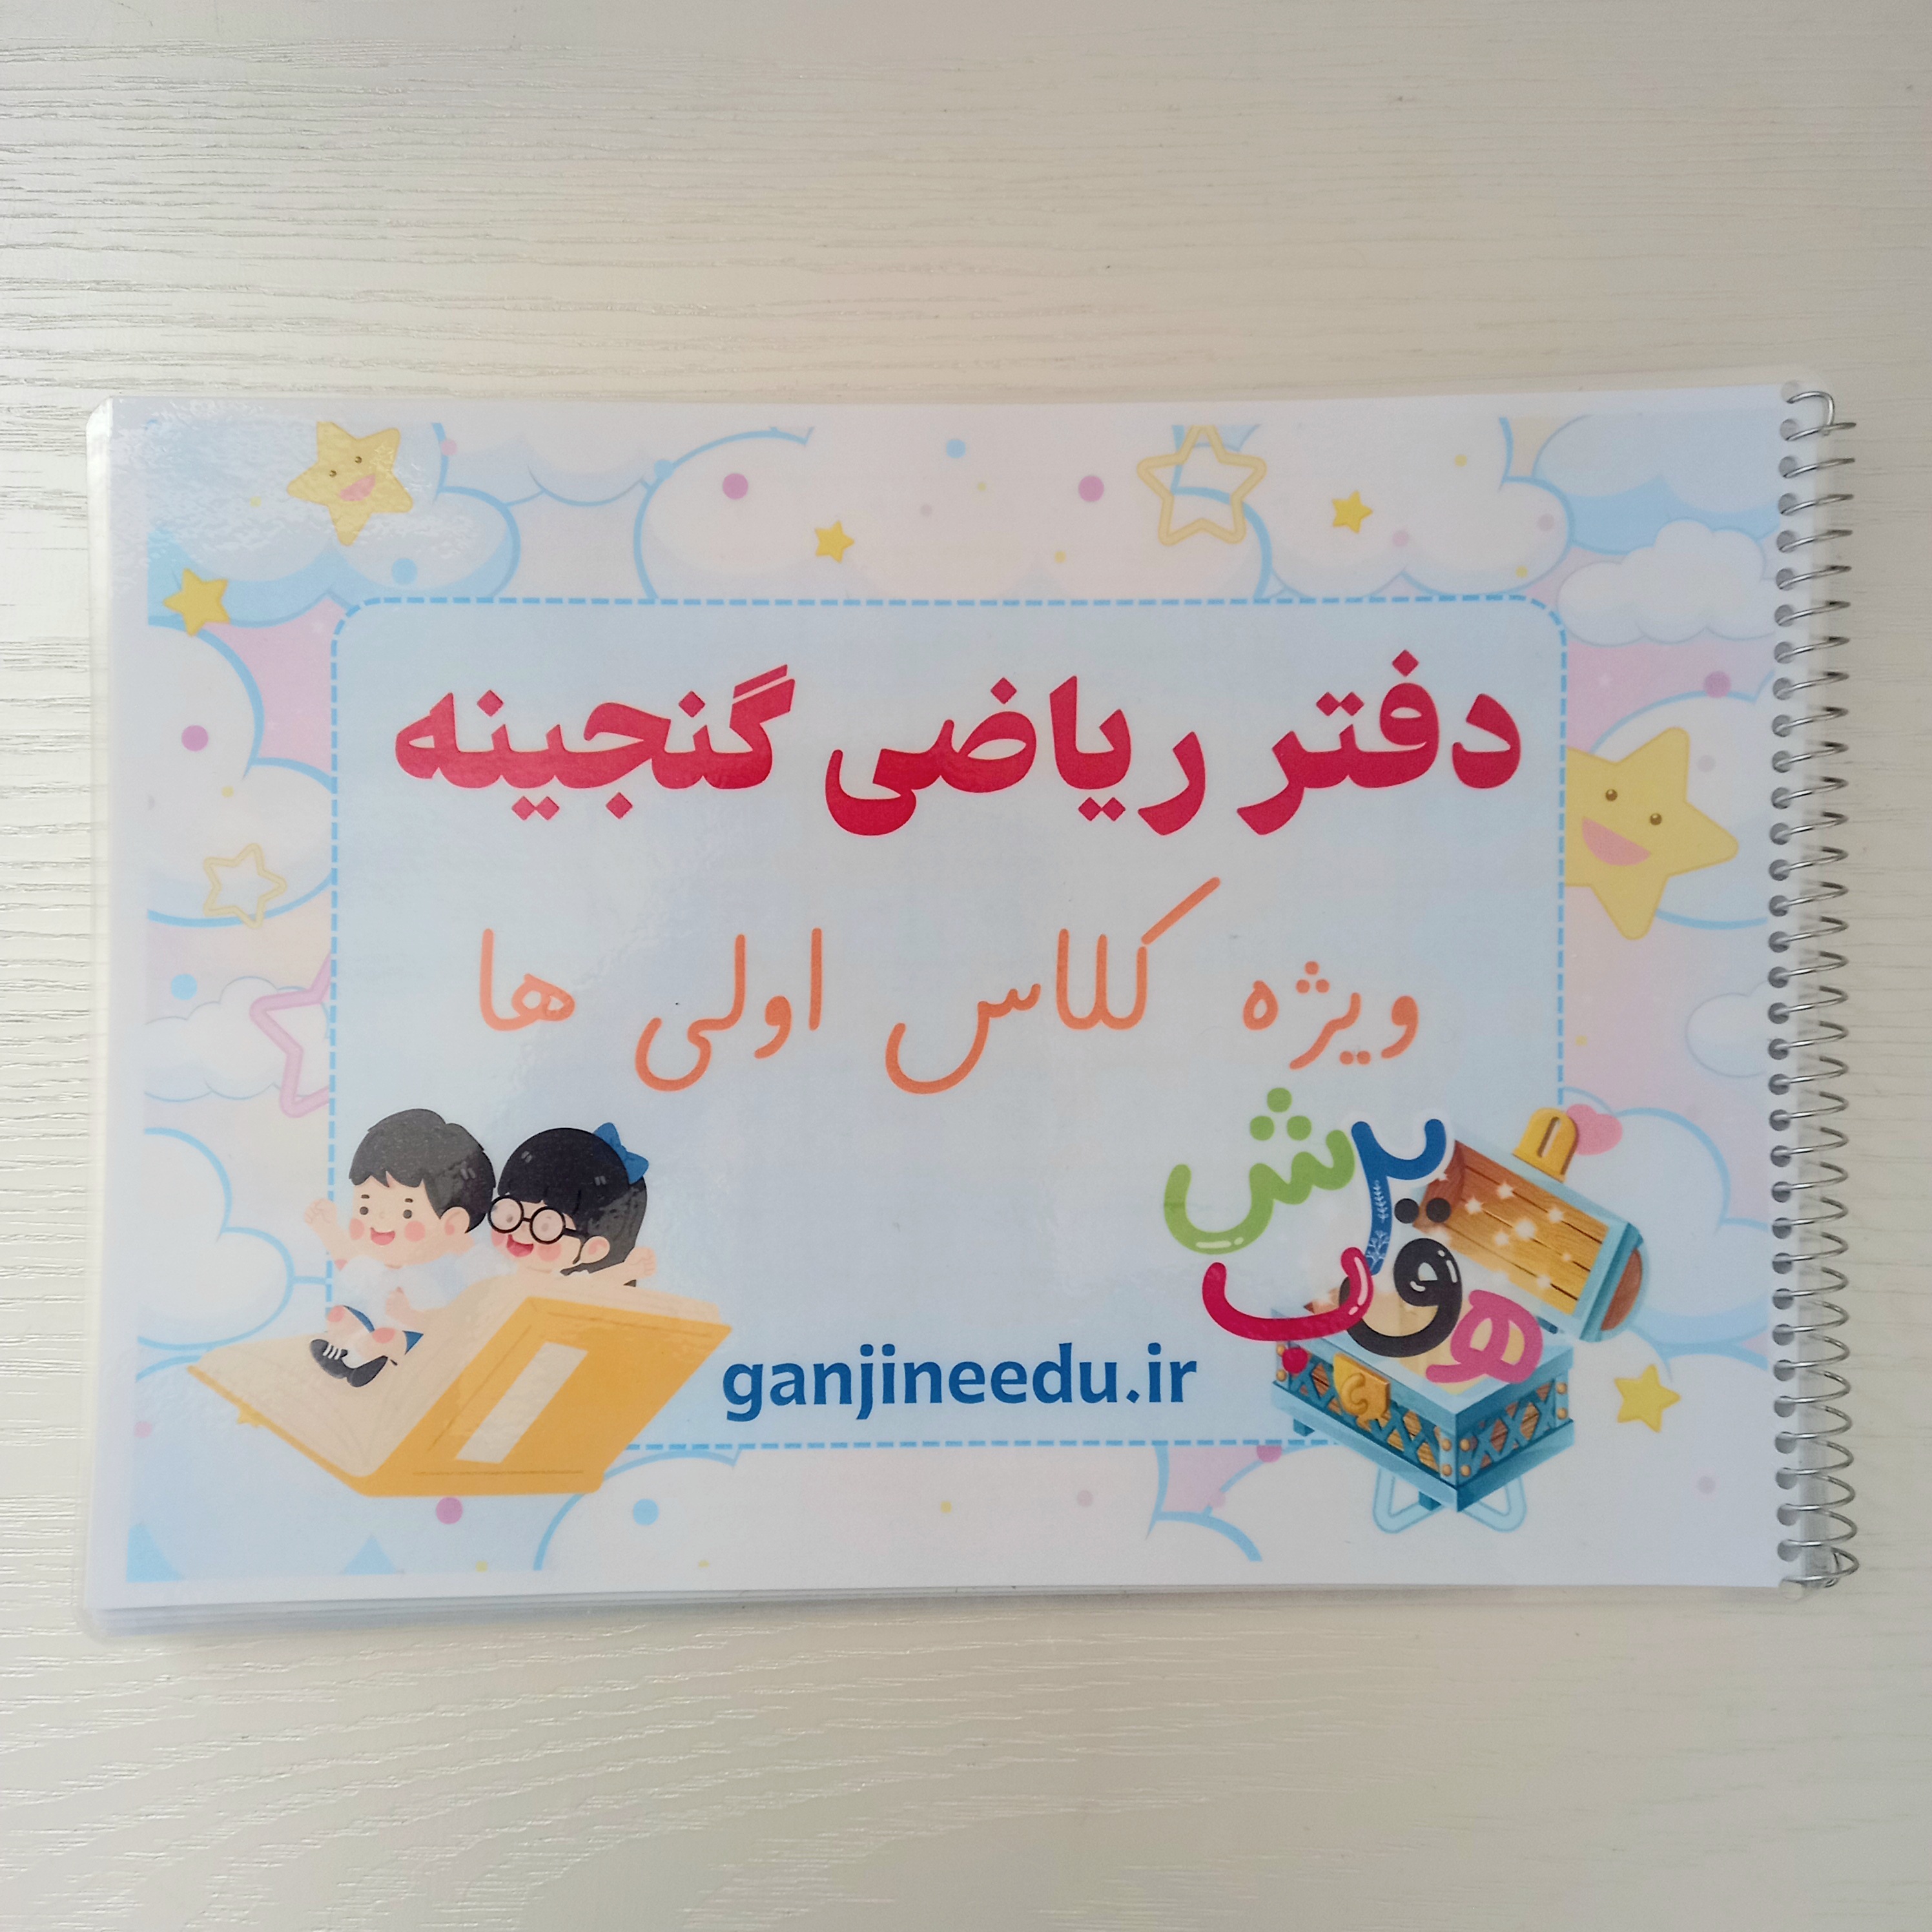 دفتر ریاضی گنجینه
ویژه کلاس اولی ها
ش
ب
ق
ه
ganjineedu.ir